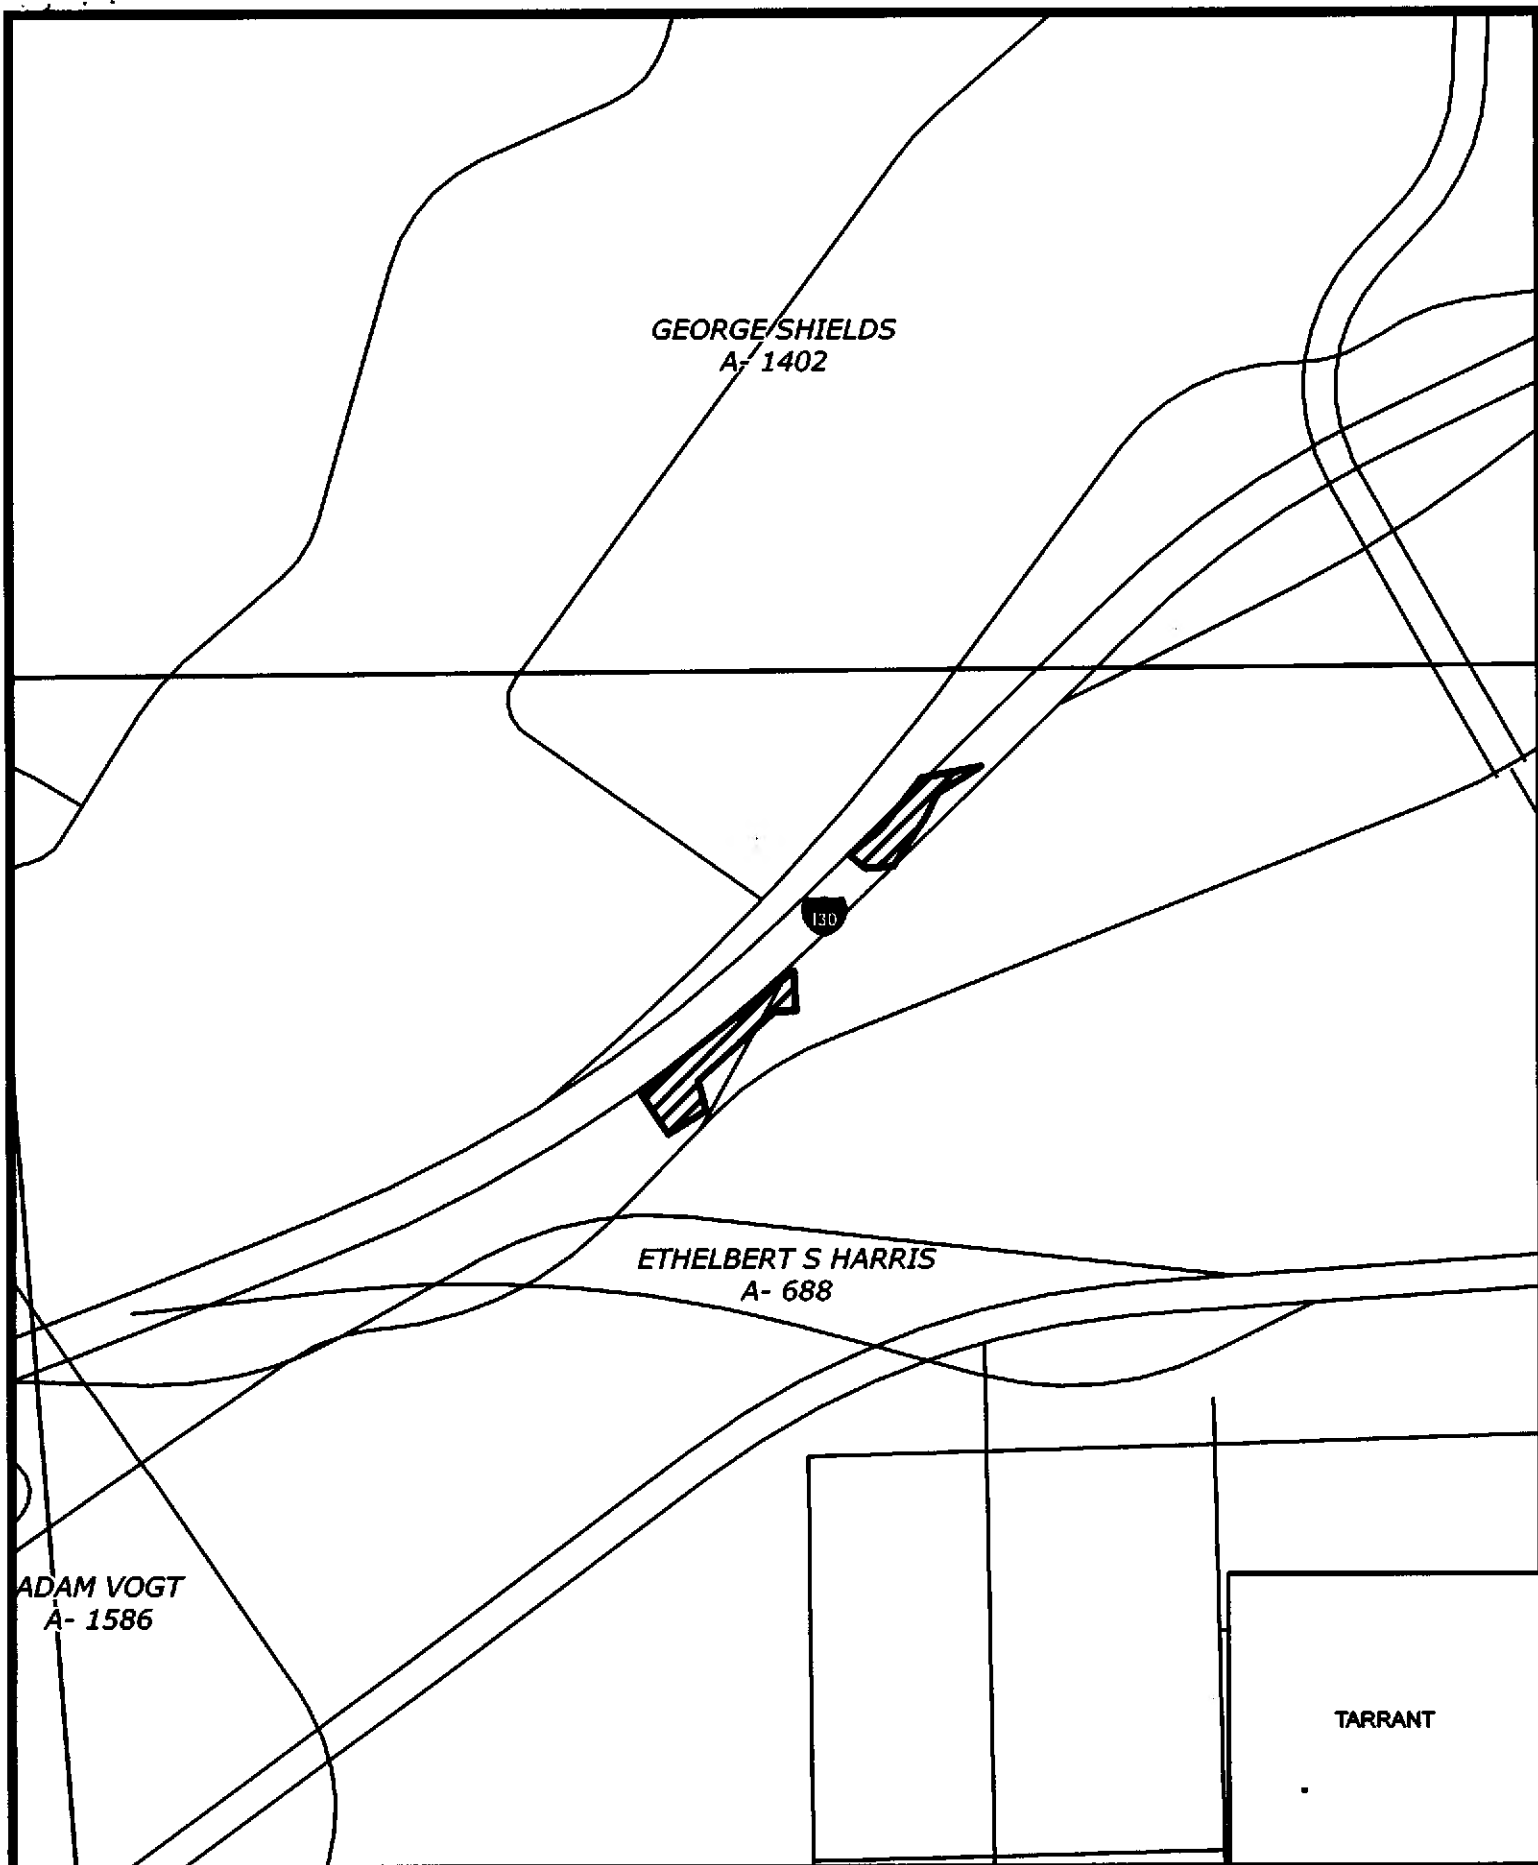 GEORGE SHIELDS
A- 1402
I30
ETHELBERT S HARRIS
A- 688
ADAM VOGT
A- 1586
TARRANT